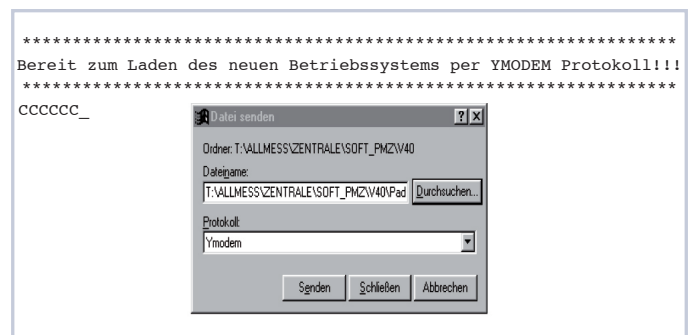 *****************************************************************
Bereit zum Laden des neuen Betriebssystems per YMODEM Protokoll!!!
*****************************************************************
CCCCCC_
Datei senden
Ordner: T:\ALLMESS\ZENTRALE\SOFT_PMZ\V40
Dateiname:
T:\ALLMESS\ZENTRALE\SOFT_PMZ\V40\Pad Durchsuchen...
Protokoll:
Ymodem
Senden Schließen Abbrechen